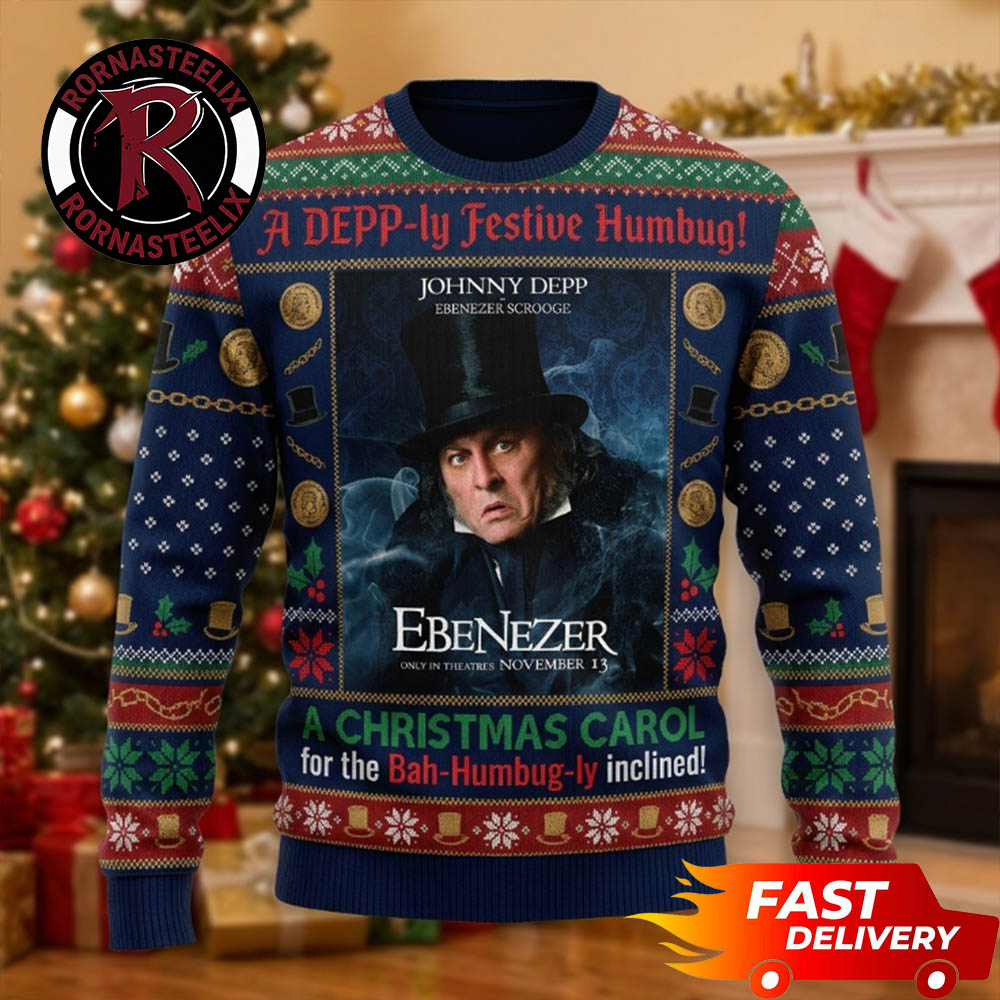 RORNASTEELIX
R
RORNASTEELIX
A DEPP-ly Festive Humbug!
JOHNNY DEPP
EBENEZER SCROOGE
EBENEZER
ONLY IN THEATRES NOVEMBER 13
A CHRISTMAS CAROL
for the Bah-Humbug-ly inclined!
FAST
DELIVERY